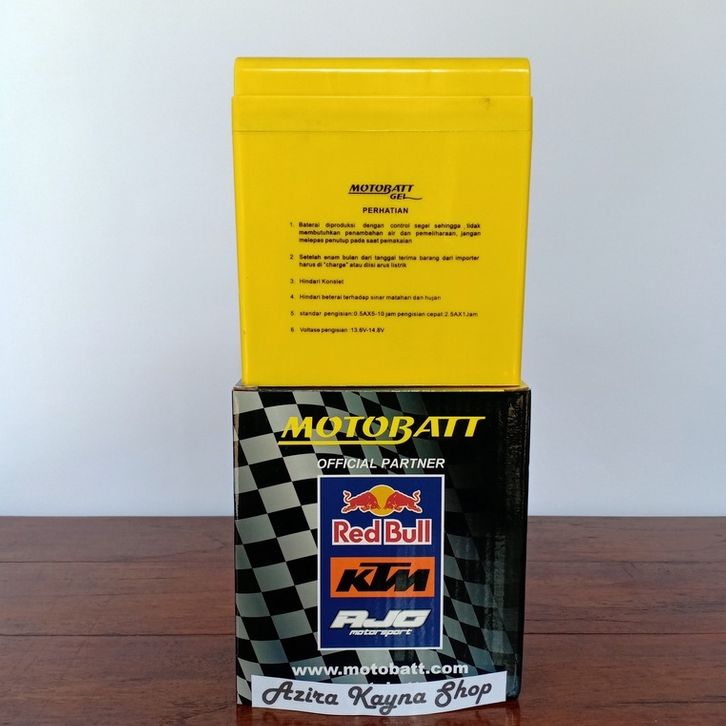 MOTOBATT
GEL
PERHATIAN
1. Baterai diproduksi dengan control segel sehingga tidak
membutuhkan penambahan air dan pemeliharaan, jangan
melepas penutup pada saat pemakaian
2. Setelah enam bulan dari tanggal terima barang dari importer
harus di "charge" atau diisi arus listrik
3 Hindari Konslet
4. Hindari beterai terhadap sinar matahari dan hujan
5 standar pengisian:0.5AX5-10 jam pengisian cepat:2.5AX1Jam
6 Voltase pengisian :13.6V-14.8V
MOTOBATT
OFFICIAL PARTNER
Red Bull
KTM
AJO
motorsport
www.motobatt.com
Azira Kayna Shop